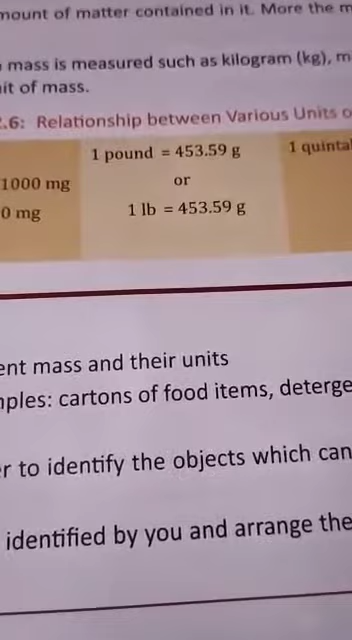 amount of matter contained in it. More the m
mass is measured such as kilogram (kg), m
it of mass.
.6: Relationship between Various Units o
1 pound = 453.59 g
1 quintal
1000 mg
or
0 mg
1 lb = 453.59 g
ent mass and their units
ples: cartons of food items, deterge
r to identify the objects which can
identified by you and arrange the